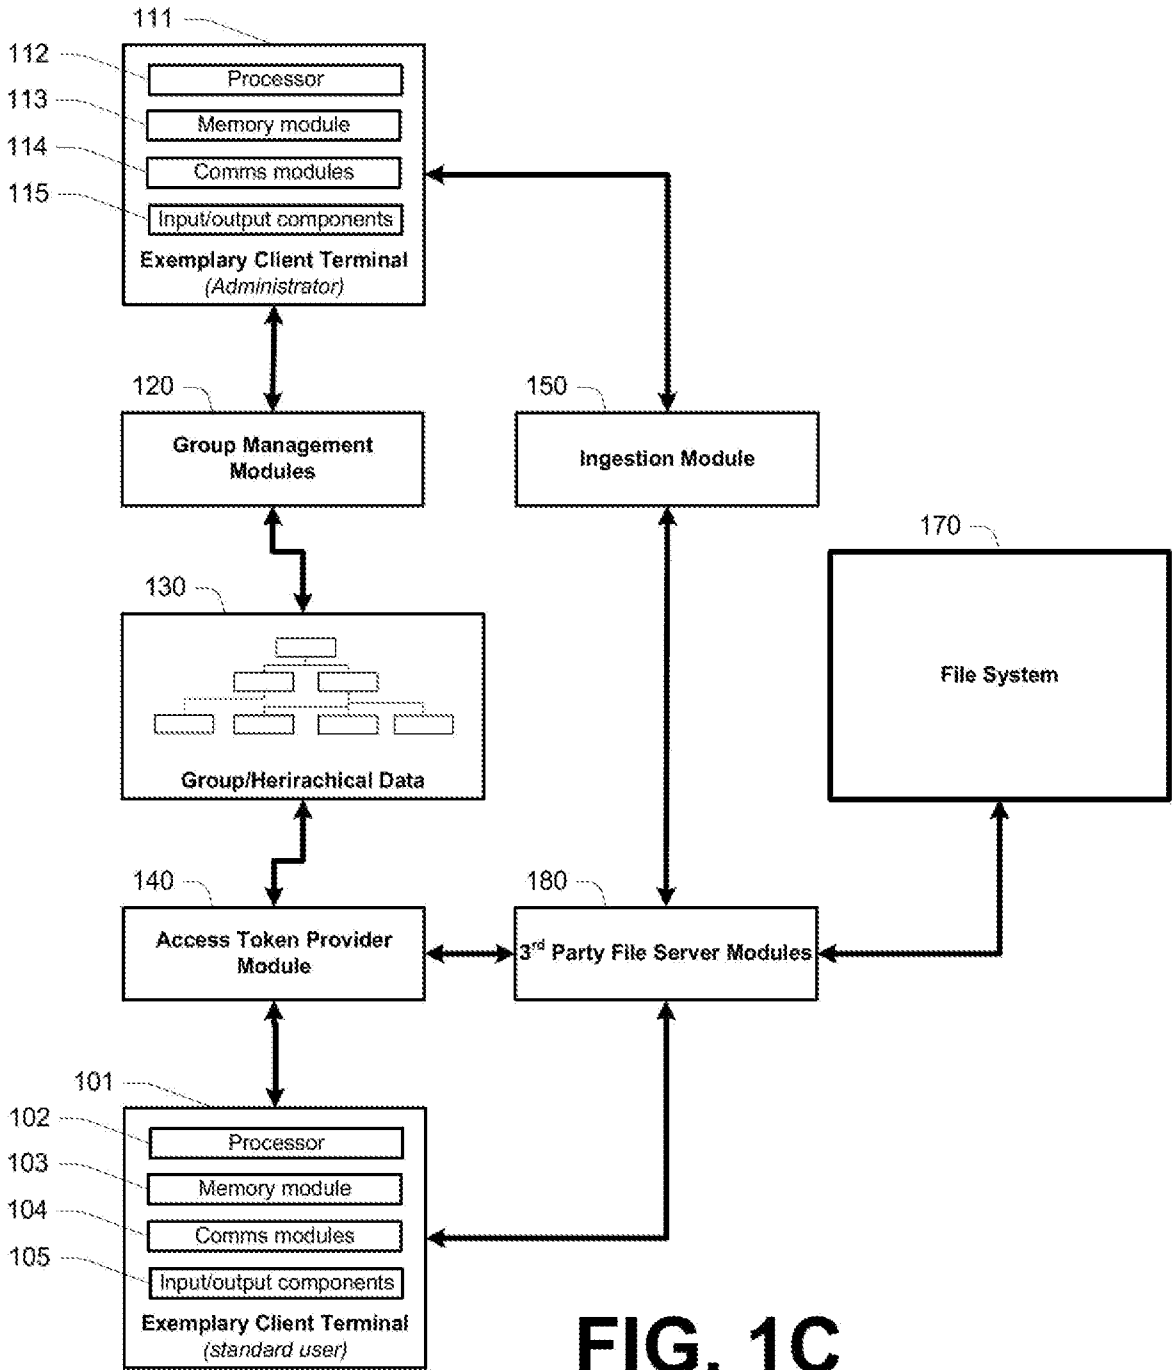 111
112
Processor
113
Memory module
114
Comms modules
115
Input/output components
Exemplary Client Terminal
(Administrator)
120
Group Management
Modules
150
Ingestion Module
170
File System
130
Group/Herirachical Data
140
Access Token Provider
Module
180
3rd Party File Server Modules
101
102
Processor
103
Memory module
104
Comms modules
105
Input/output components
Exemplary Client Terminal
(standard user)
FIG. 1C